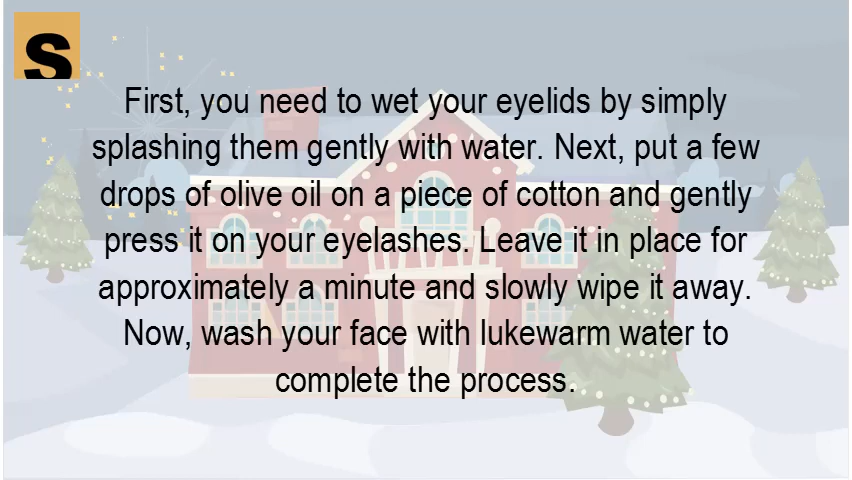 S
First, you need to wet your eyelids by simply
splashing them gently with water. Next, put a few
drops of olive oil on a piece of cotton and gently
press it on your eyelashes. Leave it in place for
approximately a minute and slowly wipe it away.
Now, wash your face with lukewarm water to
complete the process.